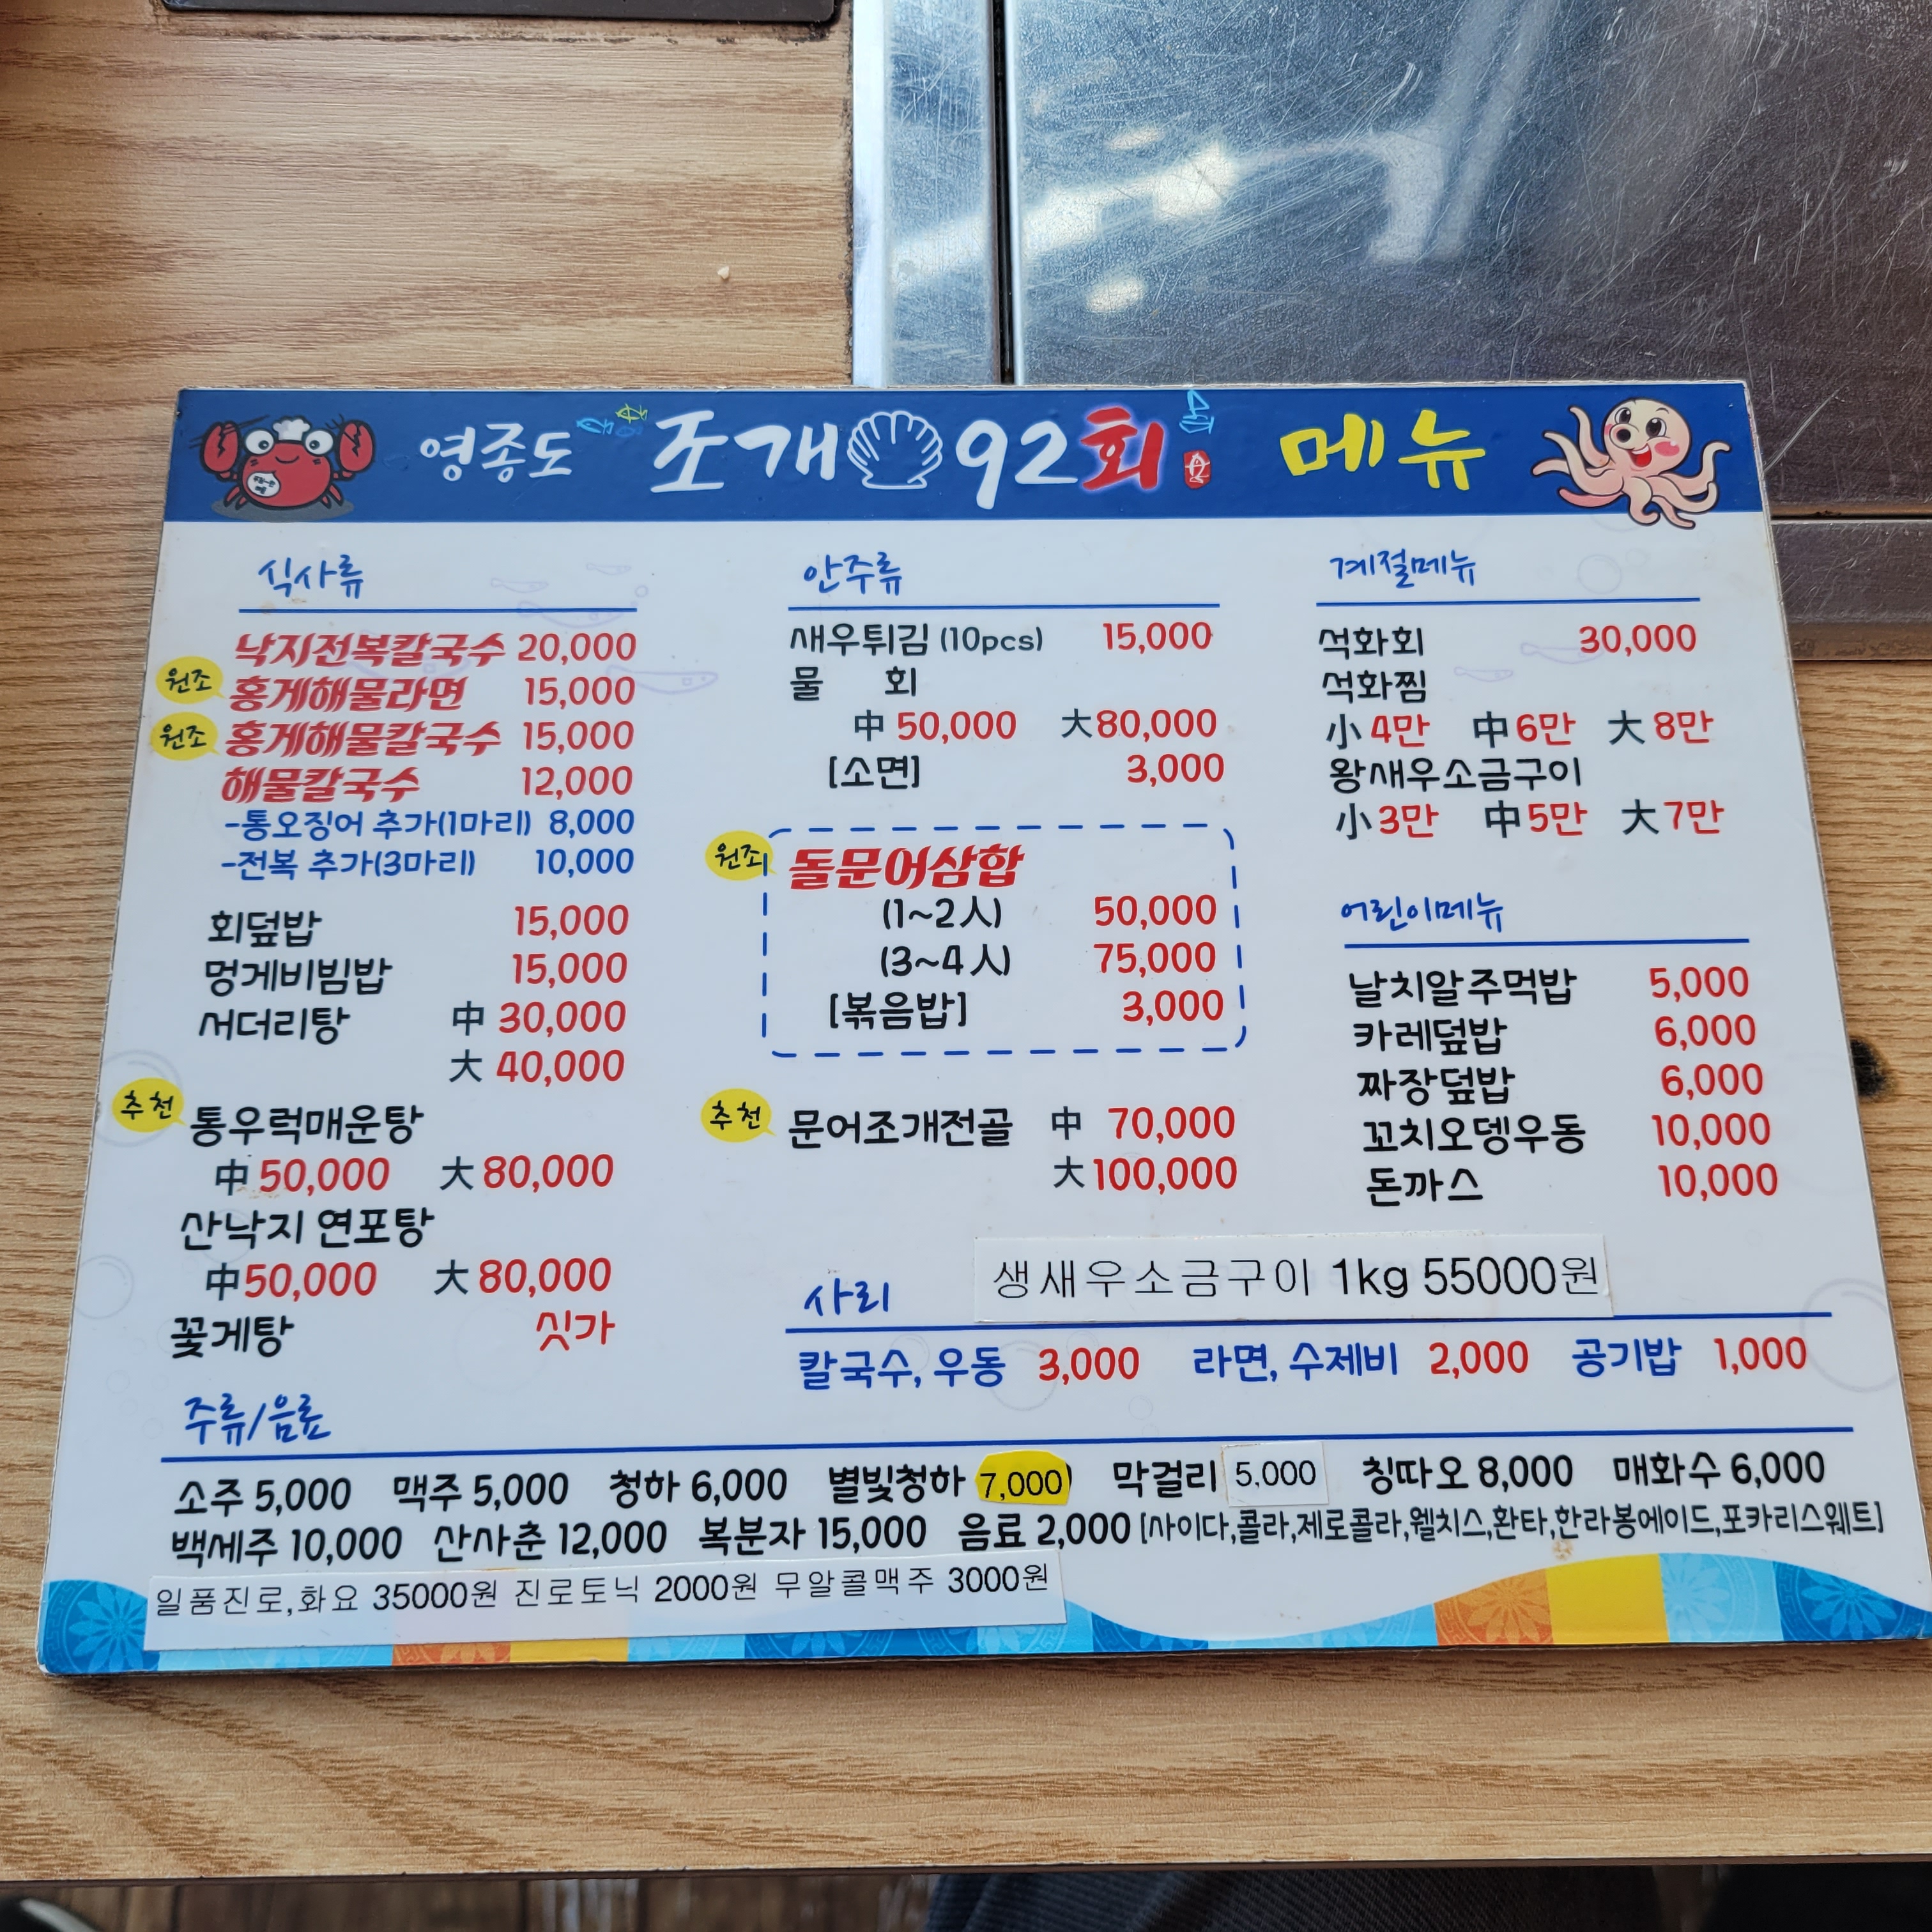 영종도 조개92회 메뉴
식사류
낙지전복칼국수 20,000
원조 홍게해물라면 15,000
원조 홍게해물칼국수 15,000
해물칼국수 12,000
-통오징어 추가(1마리) 8,000
-전복 추가(3마리) 10,000
회덮밥 15,000
멍게비빔밥 15,000
서더리탕 中 30,000
大 40,000
추천 통우럭매운탕
中 50,000 大 80,000
산낙지 연포탕
中 50,000 大 80,000
꽃게탕 싯가
안주류
새우튀김 (10pcs) 15,000
물 회
中 50,000 大 80,000
[소면] 3,000
원조 돌문어삼합
(1~2人) 50,000
(3~4人) 75,000
[볶음밥] 3,000
추천 문어조개전골 中 70,000
大 100,000
계절메뉴
석화회 30,000
석화찜
小 4만 中 6만 大 8만
왕새우소금구이
小 3만 中 5만 大 7만
어린이메뉴
날치알주먹밥 5,000
카레덮밥 6,000
짜장덮밥 6,000
꼬치오뎅우동 10,000
돈까스 10,000
생새우소금구이 1kg 55000원
사리
칼국수, 우동 3,000 라면, 수제비 2,000 공기밥 1,000
주류/음료
소주 5,000 맥주 5,000 청하 6,000 별빛청하 7,000 막걸리 5,000 칭따오 8,000 매화수 6,000
백세주 10,000 산사춘 12,000 복분자 15,000 음료 2,000 [사이다,콜라,제로콜라,웰치스,환타,한라봉에이드,포카리스웨트]
일품진로,화요 35000원 진로토닉 2000원 무알콜맥주 3000원